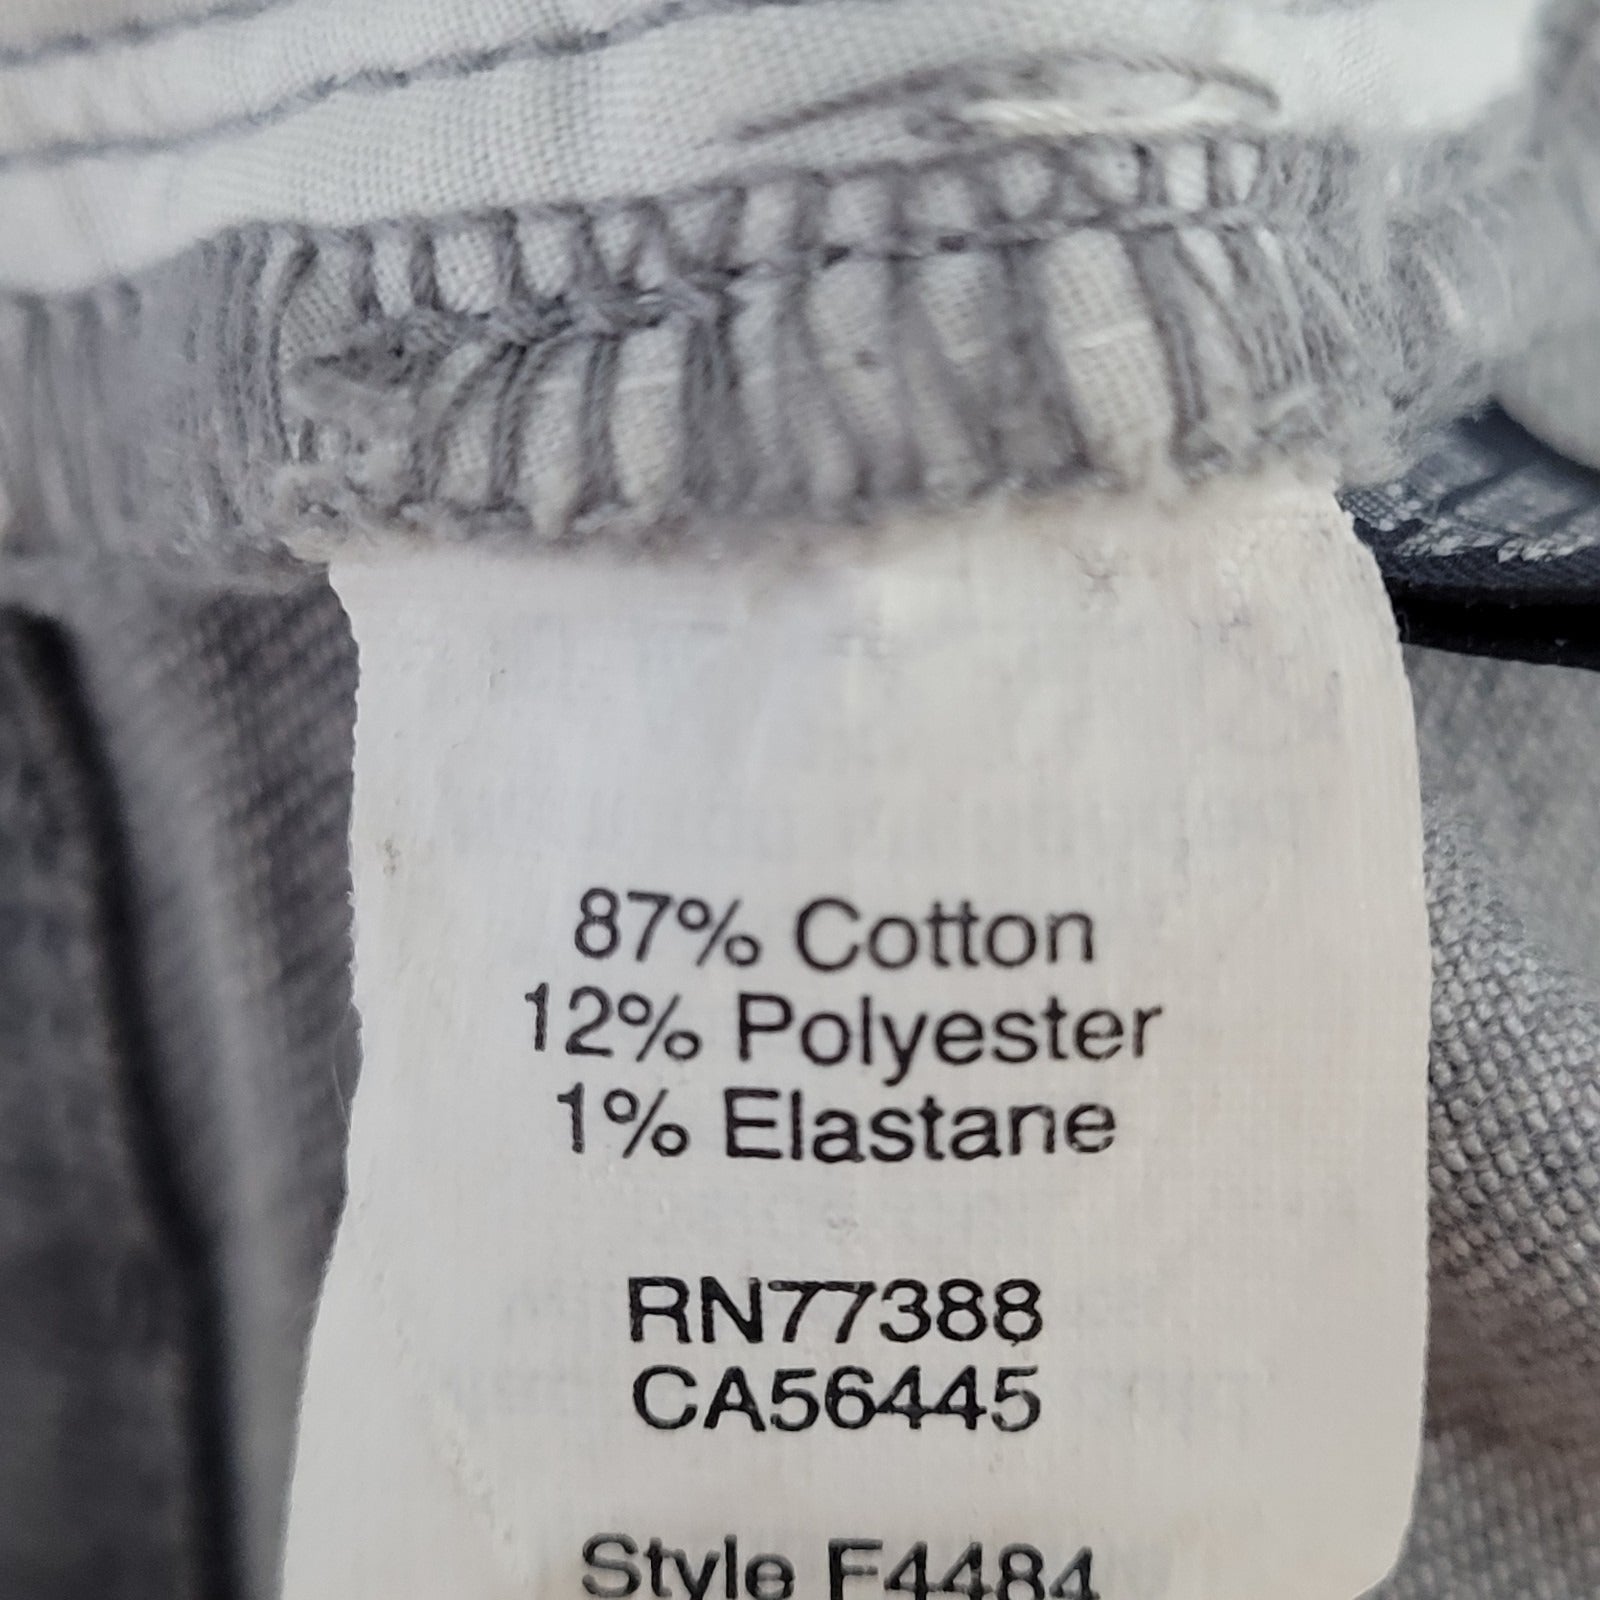 87% Cotton
12% Polyester
1% Elastane
RN77388
CA56445
Style F4484